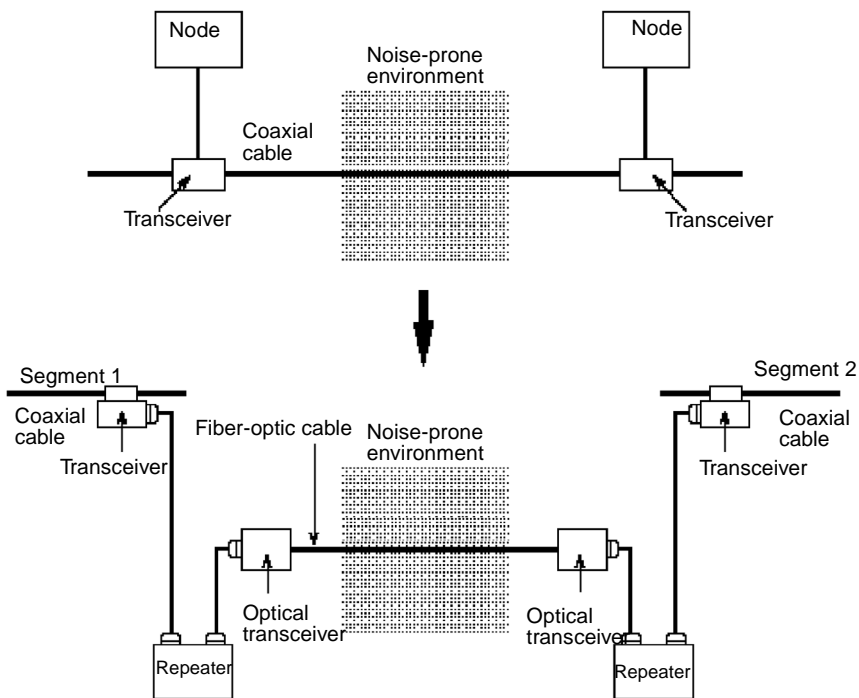 Node
Node
Noise-prone
environment
Coaxial
cable
Transceiver
Transceiver
Segment 1
Segment 2
Coaxial
cable
Transceiver
Fiber-optic cable
Noise-prone
environment
Coaxial
cable
Transceiver
Optical
transceiver
Optical
transceiver
Repeater
Repeater